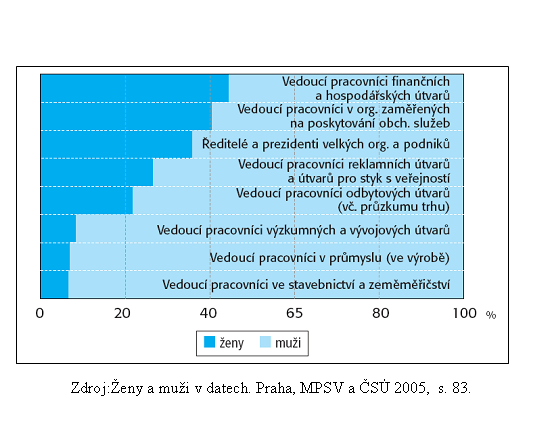 Vedoucí pracovníci finančních
a hospodářských útvarů
Vedoucí pracovníci v org. zaměřených
na poskytování obch. služeb
Ředitelé a prezidenti velkých org. a podniků
Vedoucí pracovníci reklamních útvarů
a útvarů pro styk s veřejností
Vedoucí pracovníci odbytových útvarů
(vč. průzkumu trhu)
Vedoucí pracovníci výzkumných a vývojových útvarů
Vedoucí pracovníci v průmyslu (ve výrobě)
Vedoucí pracovníci ve stavebnictví a zeměměřičství
0 20 40 65 80 100 %
ženy muži
Zdroj:Ženy a muži v datech. Praha, MPSV a ČSÚ 2005, s. 83.